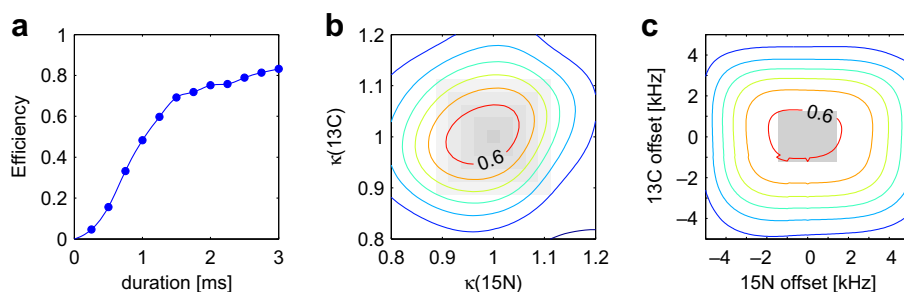 a
Efficiency
1
0.8
0.6
0.4
0.2
0
0 1 2 3
duration [ms]
b
κ(13C)
1.2
1.1
1
0.9
0.8
0.6
0.8 0.9 1 1.1 1.2
κ(15N)
c
13C offset [kHz]
4
2
0
−2
−4
0.6
−4 −2 0 2 4
15N offset [kHz]